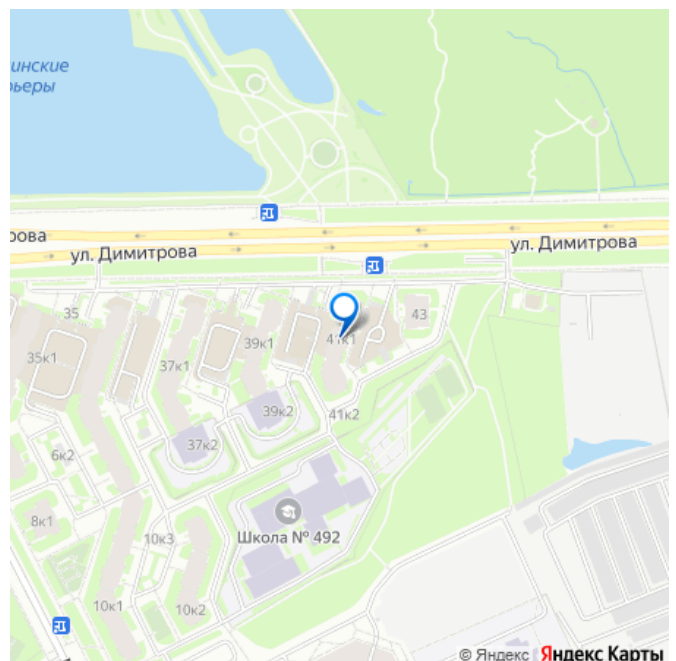 инские
рьеры
рова
ул. Димитрова
ул. Димитрова
35
43
41к1
39к1
35к1
37к1
39к2
41к2
37к2
6к2
8к1
Школа № 492
10к3
10к1
10к2
© Яндекс Яндекс Карты